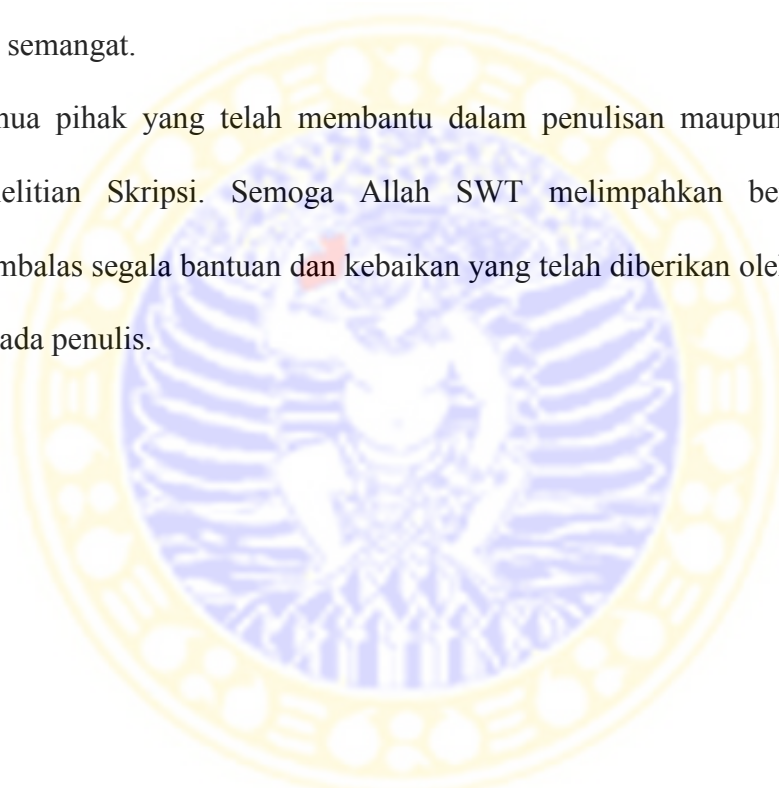 semangat.
mua pihak yang telah membantu dalam penulisan maupun
elitian Skripsi. Semoga Allah SWT melimpahkan be
mbalas segala bantuan dan kebaikan yang telah diberikan oleh
ada penulis.